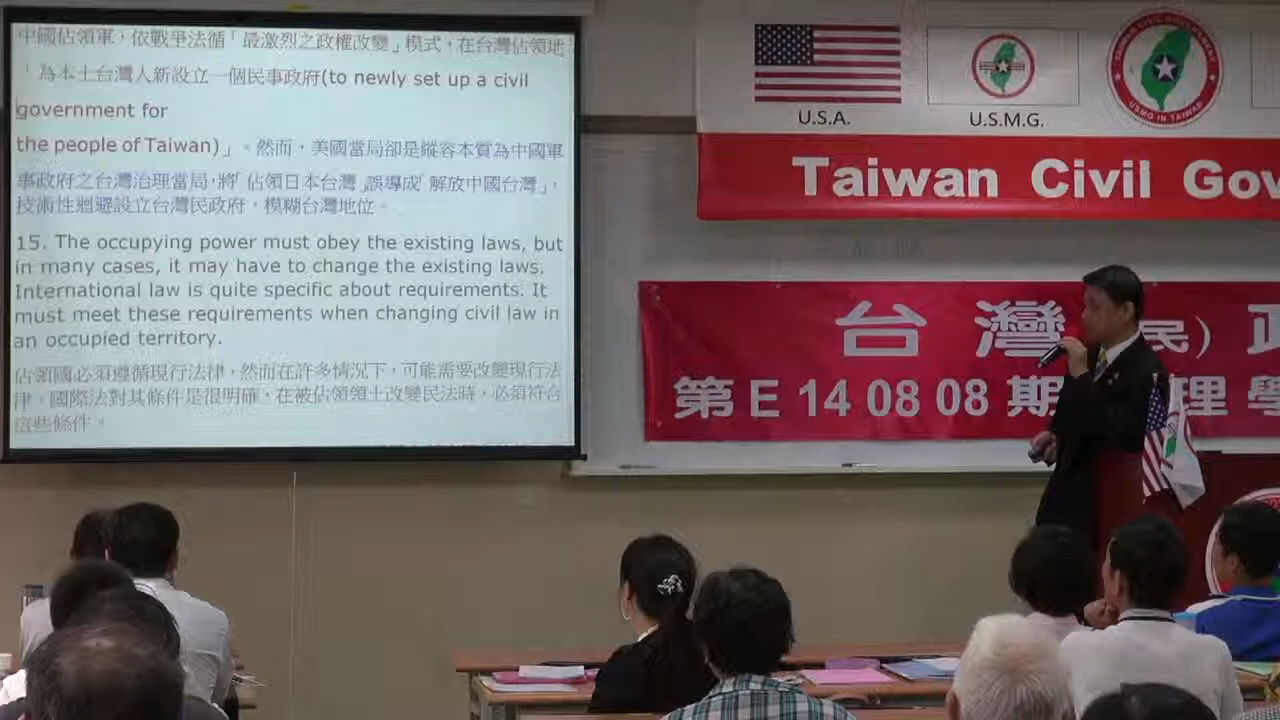 中國佔領軍，依戰爭法循「最激烈之政權改變」模式，在台灣佔領地
，為本土台灣人新設立一個民事政府(to newly set up a civil
government for
the people of Taiwan)」。然而，美國當局卻是縱容本質為中國軍
事政府之台灣治理當局，將「佔領日本台灣」誤導成「解放中國台灣」，
技術性迴避設立台灣民政府，模糊台灣地位。
15. The occupying power must obey the existing laws, but
in many cases, it may have to change the existing laws.
International law is quite specific about requirements. It
must meet these requirements when changing civil law in
an occupied territory.
佔領國必須遵循現行法律，然而在許多情況下，可能需要改變現行法
律。國際法對其條件是很明確，在被佔領領土改變民法時，必須符合
這些條件。
U.S.A.
U.S.M.G.
TAIWAN CIVIL GOVERNMENT
USMG IN TAIWAN
Taiwan Civil Gov
台灣 民）政
第E140808期 理學